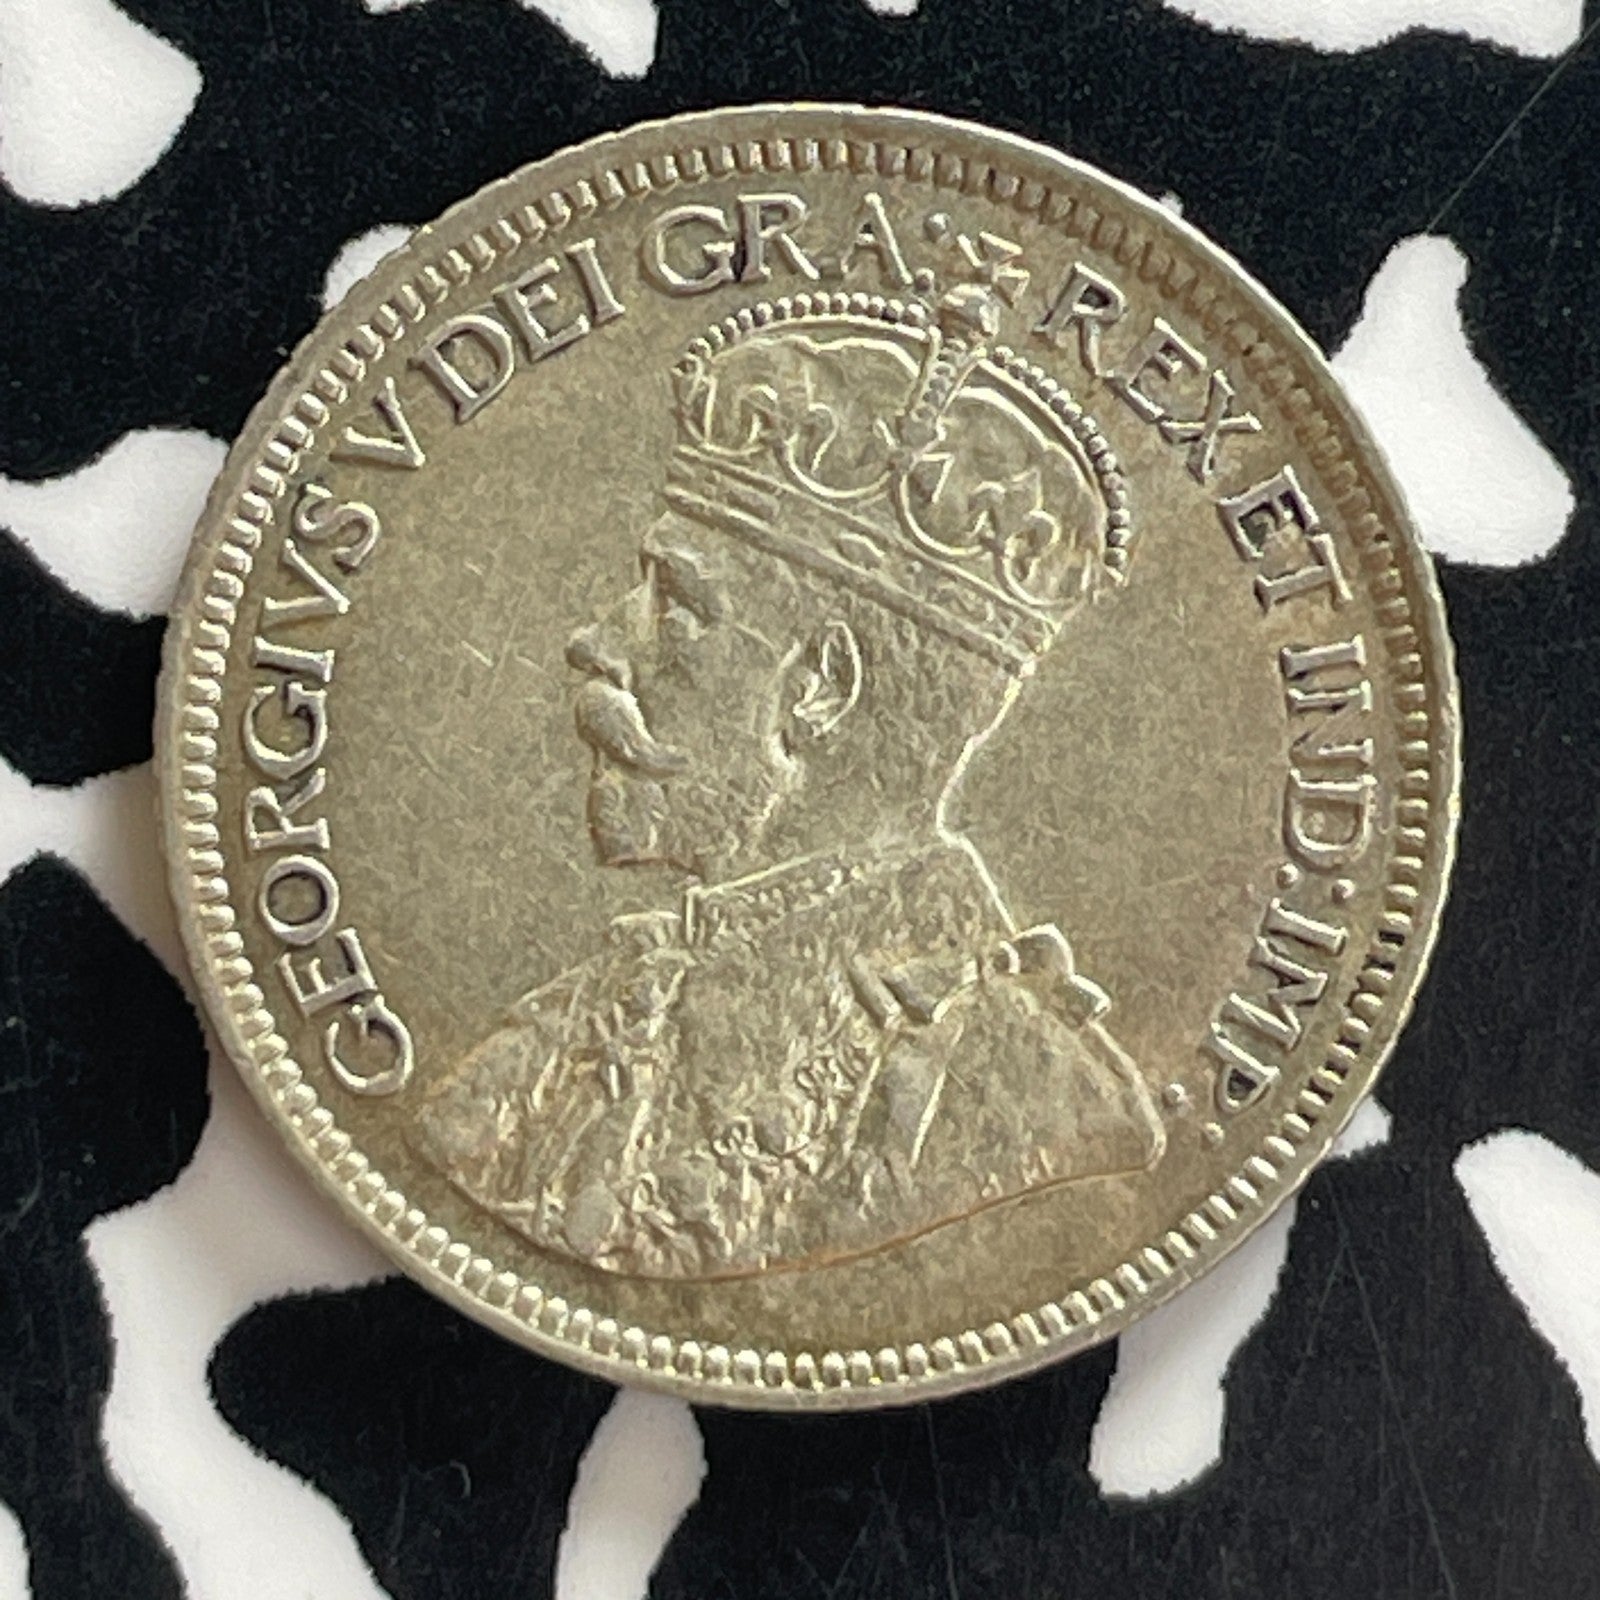 GEORGIVS V DEI GRA: REX ET IND: IMP: